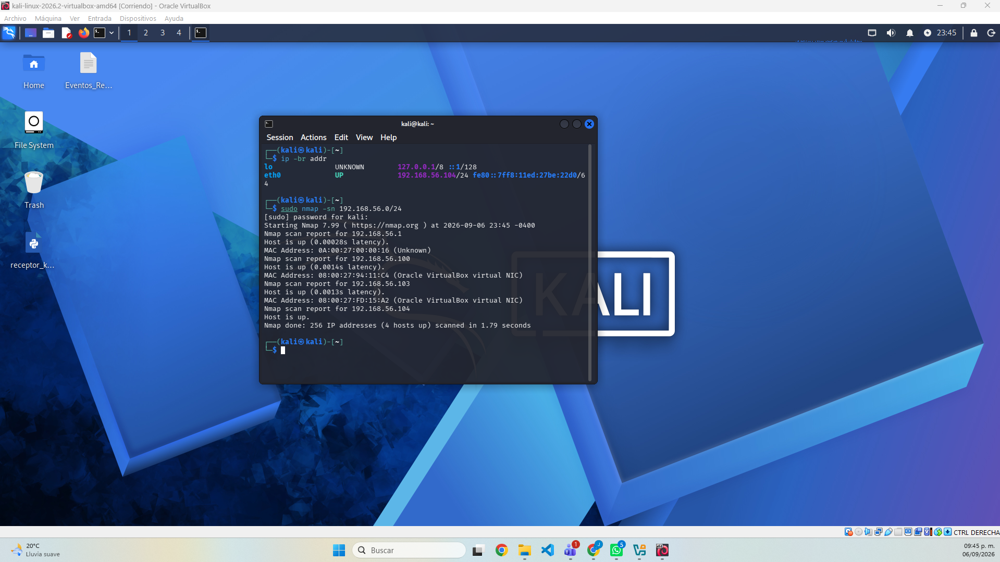 kali-linux-2026.2-virtualbox-amd64 [Corriendo] - Oracle VirtualBox
Archivo Máquina Ver Entrada Dispositivos Ayuda
1 2 3 4 23:45
Home
Eventos_Re...
File System
Trash
receptor_k...
kali@kali: ~
Session Actions Edit View Help
┌──(kali㉿kali)-[~]
└─$ ip -br addr
lo UNKNOWN 127.0.0.1/8 ::1/128
eth0 UP 192.168.56.104/24 fe80::7ff8:11ed:27be:22d0/6
4
┌──(kali㉿kali)-[~]
└─$ sudo nmap -sn 192.168.56.0/24
[sudo] password for kali:
Starting Nmap 7.99 ( https://nmap.org ) at 2026-09-06 23:45 -0400
Nmap scan report for 192.168.56.1
Host is up (0.00028s latency).
MAC Address: 0A:00:27:00:00:16 (Unknown)
Nmap scan report for 192.168.56.100
Host is up (0.0014s latency).
MAC Address: 08:00:27:94:11:C4 (Oracle VirtualBox virtual NIC)
Nmap scan report for 192.168.56.103
Host is up (0.0013s latency).
MAC Address: 08:00:27:FD:15:A2 (Oracle VirtualBox virtual NIC)
Nmap scan report for 192.168.56.104
Host is up.
Nmap done: 256 IP addresses (4 hosts up) scanned in 1.79 seconds
┌──(kali㉿kali)-[~]
└─$
KALI
CTRL DERECHA
20°C
Lluvia suave
Buscar
1
J
5
09:45 p. m.
06/09/2026